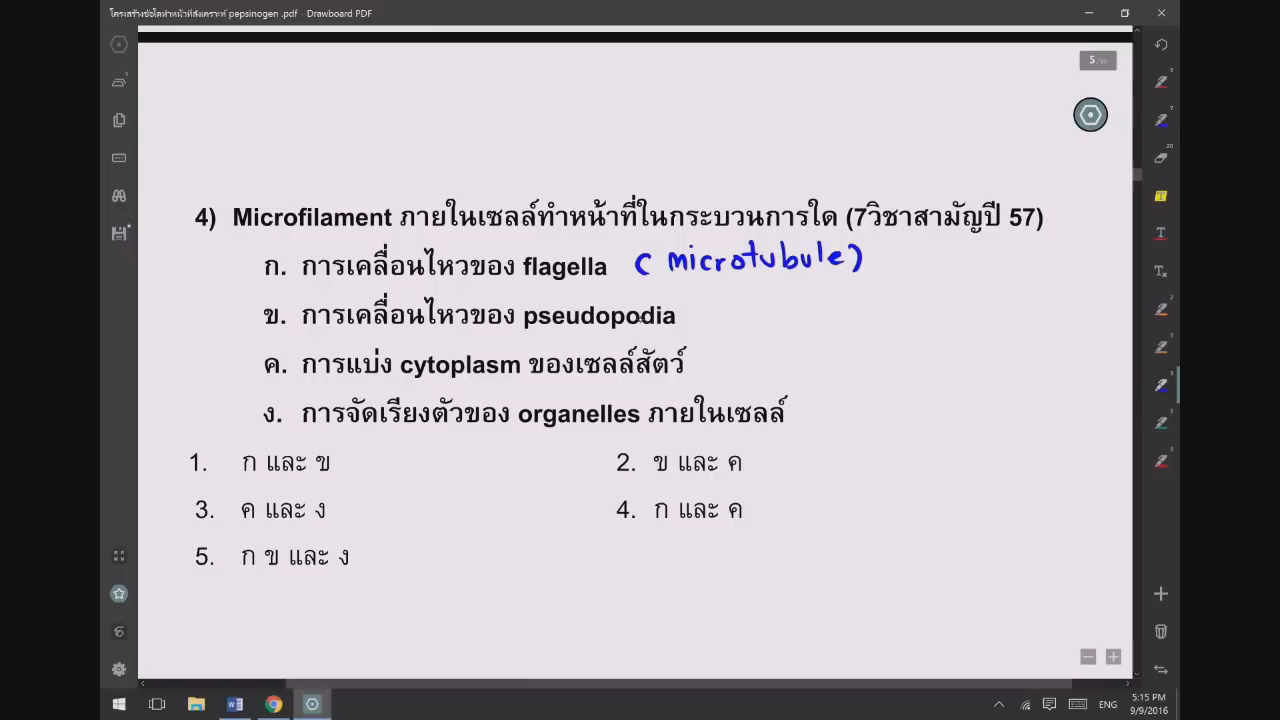 โครงสร้างข้อใดทำหน้าที่สังเคราะห์ pepsinogen .pdf - Drawboard PDF
5/๓
4) Microfilament ภายในเซลล์ทำหน้าที่ในกระบวนการใด (7วิชาสามัญปี 57)
ก. การเคลื่อนไหวของ flagella ( microtubule )
ข. การเคลื่อนไหวของ pseudopodia
ค. การแบ่ง cytoplasm ของเซลล์สัตว์
ง. การจัดเรียงตัวของ organelles ภายในเซลล์
1. ก และ ข 2. ข และ ค
3. ค และ ง 4. ก และ ค
5. ก ข และ ง
ENG 5:15 PM
9/9/2016